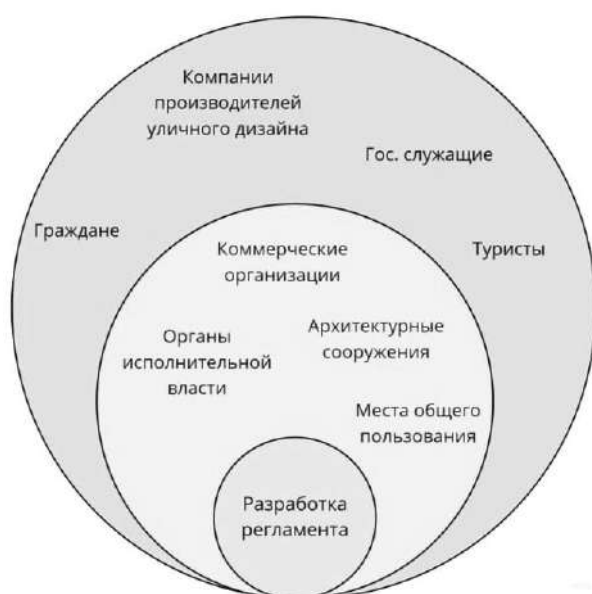 Компании
производителей
уличного дизайна
Гос. служащие
Граждане
Туристы
Коммерческие
организации
Архитектурные
сооружения
Органы
исполнительной
власти
Места общего
пользования
Разработка
регламента